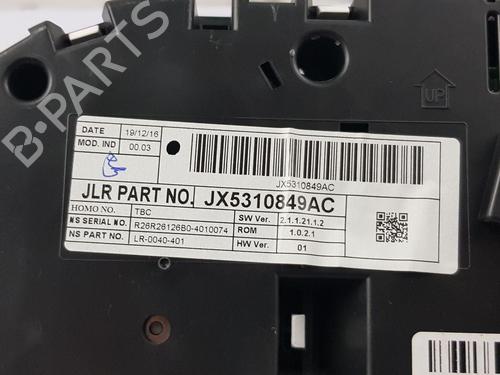 B-PARTS
UP
DATE 19/12/16
MOD. IND 00.03
JX5310849AC
JLR PART NO. JX5310849AC
HOMO NO. TBC
NS SERIAL NO. R26R26126B0-4010074
NS PART NO. LR-0040-401
SW Ver. 2.1.1.21.1.2
ROM 1.0.2.1
HW Ver. 01